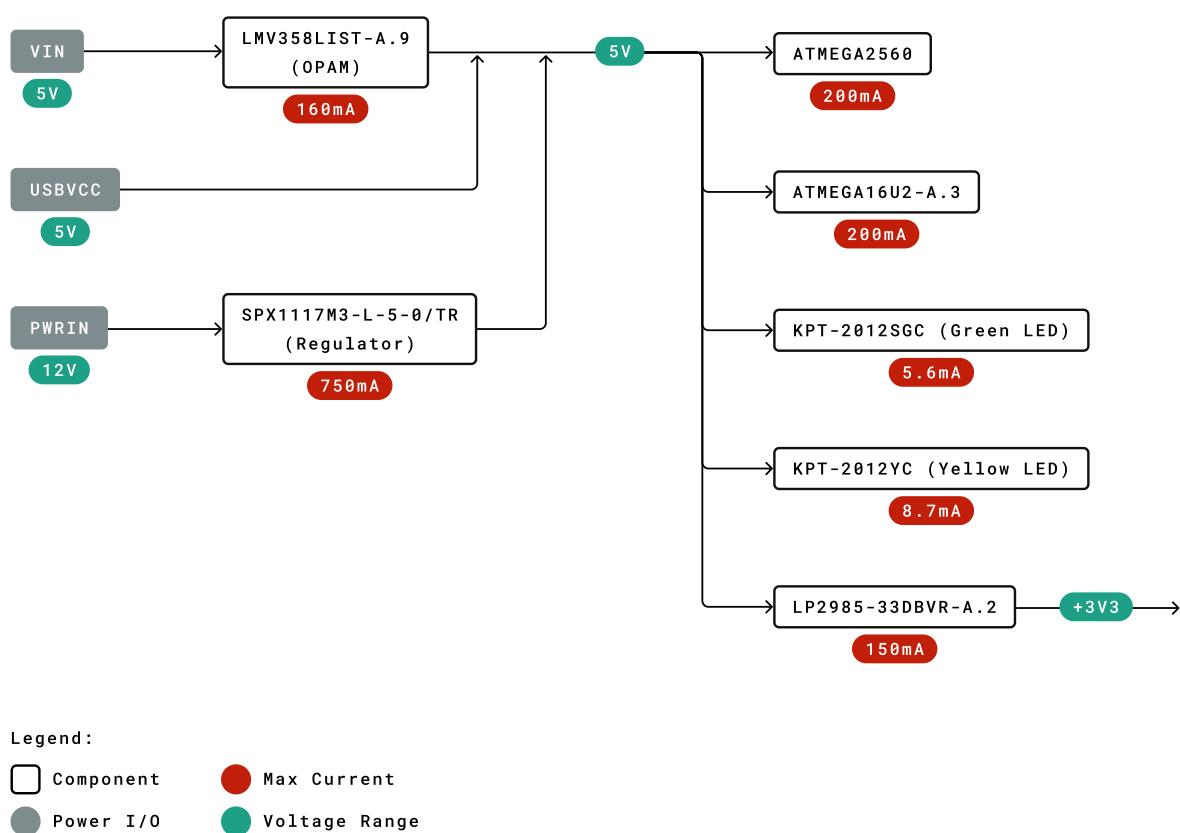 VIN
5V
LMV358LIST-A.9
(OPAM)
160mA
5V
ATMEGA2560
200mA
USBVCC
5V
ATMEGA16U2-A.3
200mA
PWRIN
12V
SPX1117M3-L-5-0/TR
(Regulator)
750mA
KPT-2012SGC (Green LED)
5.6mA
KPT-2012YC (Yellow LED)
8.7mA
LP2985-33DBVR-A.2
150mA
+3V3
Legend:
Component
Max Current
Power I/O
Voltage Range